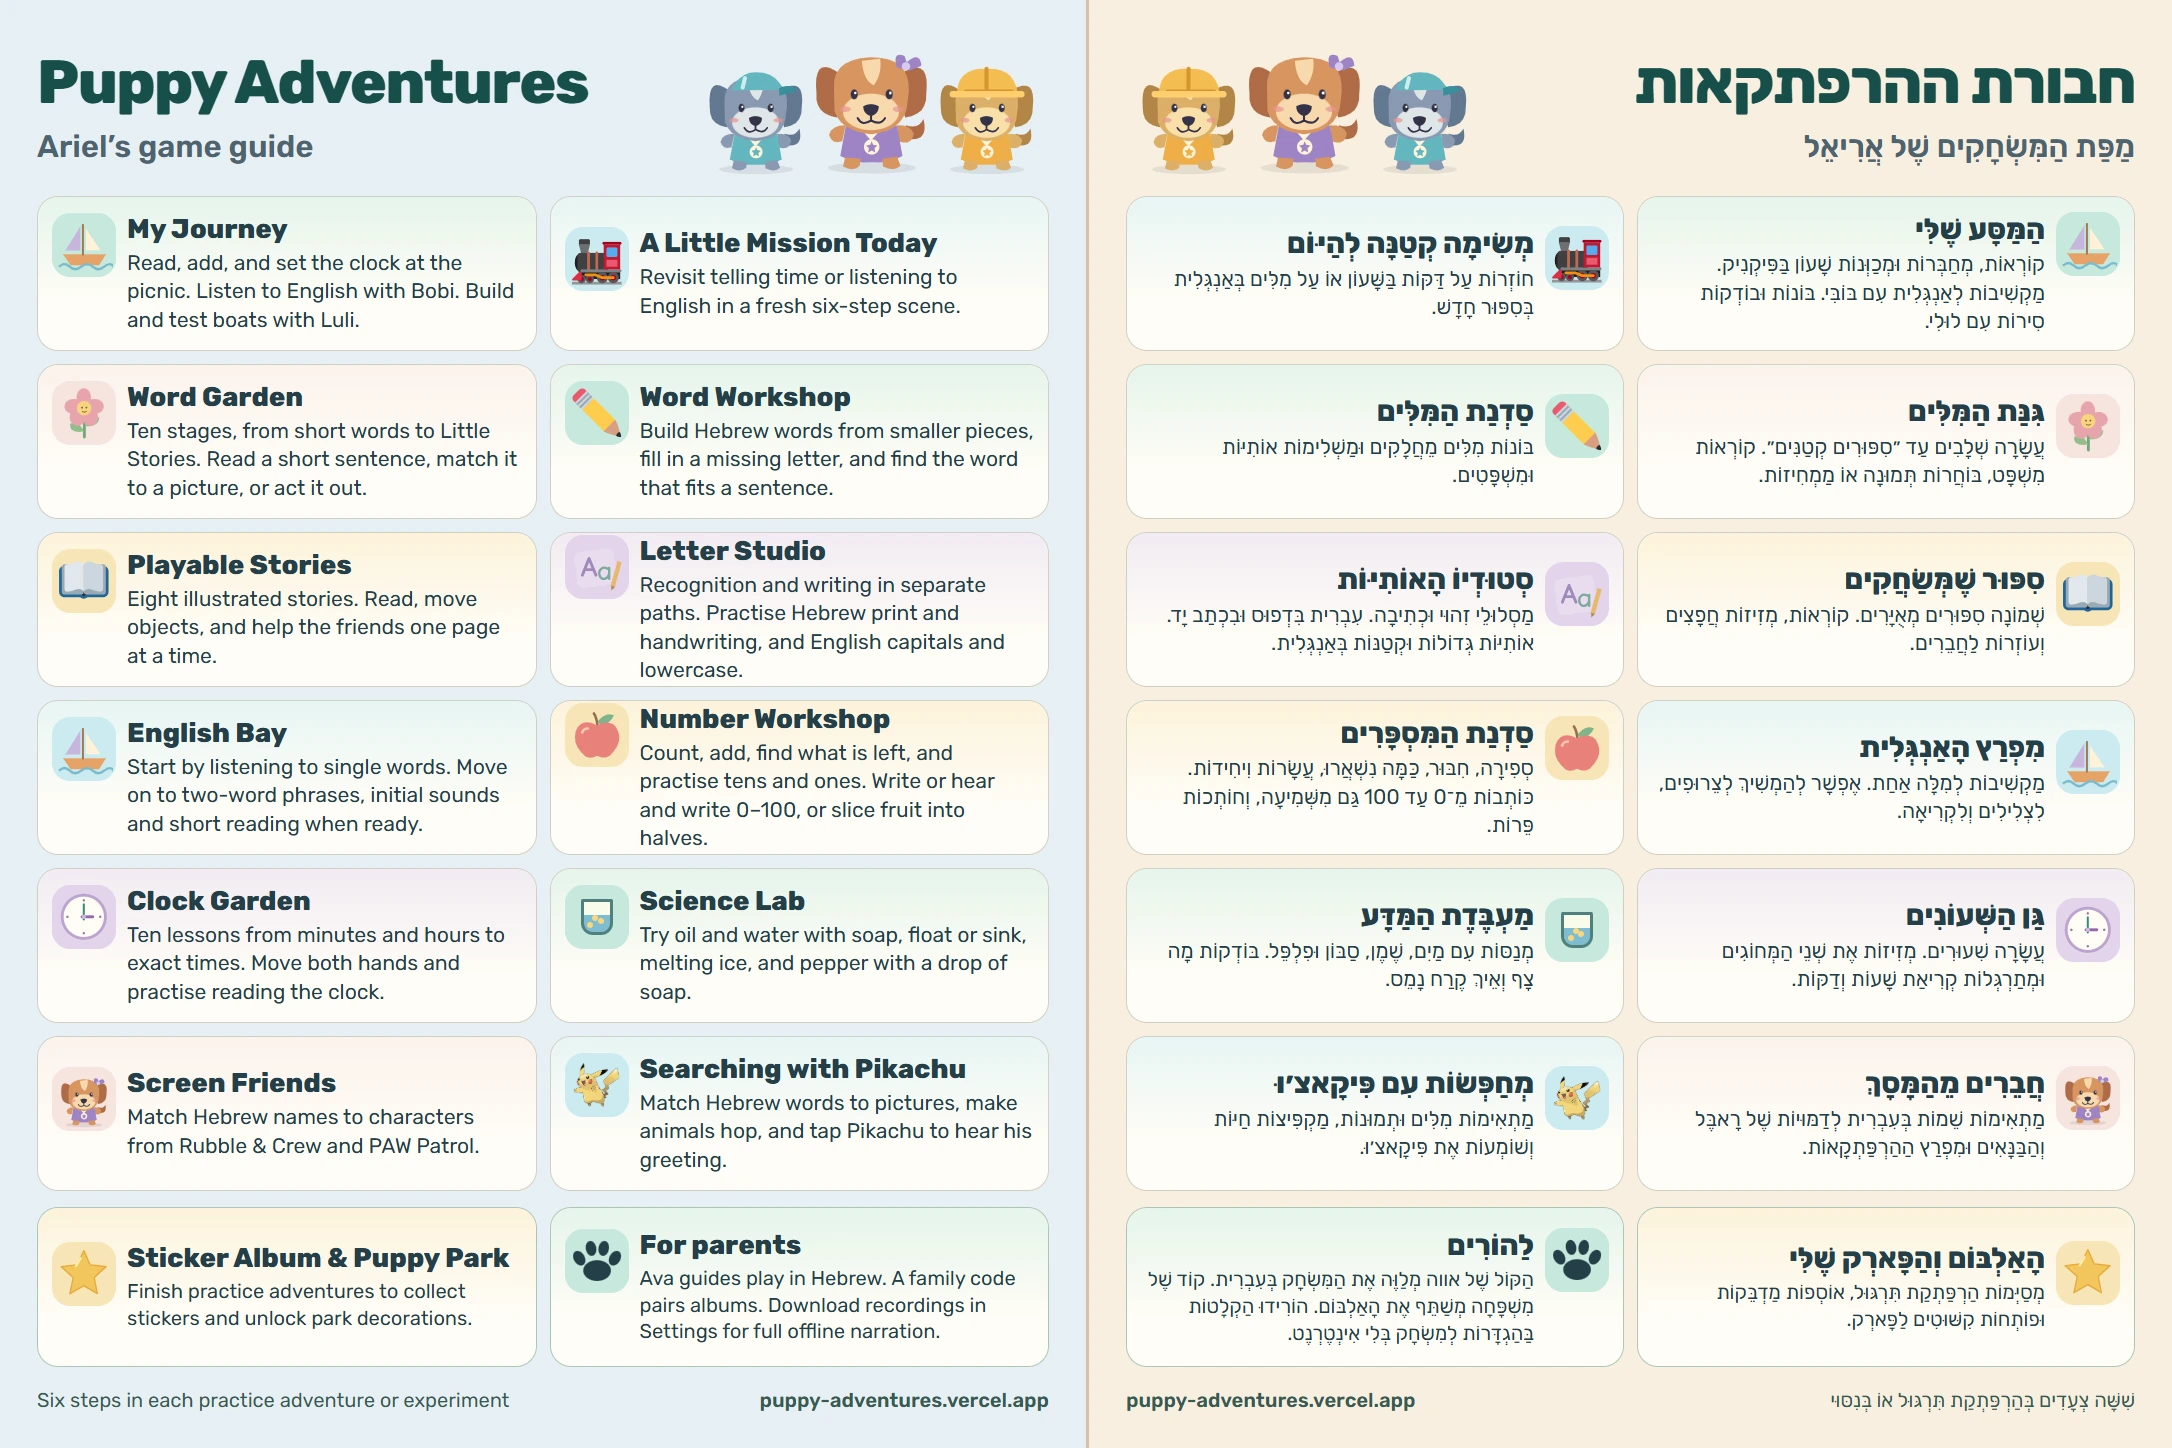 Puppy Adventures
Ariel's game guide
My Journey
Read, add, and set the clock at the
picnic. Listen to English with Bobi. Build
and test boats with Luli.
A Little Mission Today
Revisit telling time or listening to
English in a fresh six-step scene.
Word Garden
Ten stages, from short words to Little
Stories. Read a short sentence, match it
to a picture, or act it out.
Word Workshop
Build Hebrew words from smaller pieces,
fill in a missing letter, and find the word
that fits a sentence.
Playable Stories
Eight illustrated stories. Read, move
objects, and help the friends one page
at a time.
Letter Studio
Recognition and writing in separate
paths. Practise Hebrew print and
handwriting, and English capitals and
lowercase.
English Bay
Start by listening to single words. Move
on to two-word phrases, initial sounds
and short reading when ready.
Number Workshop
Count, add, find what is left, and
practise tens and ones. Write or hear
and write 0–100, or slice fruit into
halves.
Clock Garden
Ten lessons from minutes and hours to
exact times. Move both hands and
practise reading the clock.
Science Lab
Try oil and water with soap, float or sink,
melting ice, and pepper with a drop of
soap.
Screen Friends
Match Hebrew names to characters
from Rubble & Crew and PAW Patrol.
Searching with Pikachu
Match Hebrew words to pictures, make
animals hop, and tap Pikachu to hear his
greeting.
Sticker Album & Puppy Park
Finish practice adventures to collect
stickers and unlock park decorations.
For parents
Ava guides play in Hebrew. A family code
pairs albums. Download recordings in
Settings for full offline narration.
Six steps in each practice adventure or experiment
puppy-adventures.vercel.app
חבורת ההרפתקאות
מַפַּת הַמִּשְׂחָקִים שֶׁל אֲרִיאֵל
הַמַּסָּע שֶׁלִּי
קוֹרְאוֹת, מְחַבְּרוֹת וּמְכַוְּנוֹת שָׁעוֹן בַּפִּיקְנִיק.
מַקְשִׁיבוֹת לְאַנְגְּלִית עִם בּוֹבִּי. בּוֹנוֹת וּבוֹדְקוֹת
סִירוֹת עִם לוּלִי.
מְשִׂימָה קְטַנָּה לְהַיּוֹם
חוֹזְרוֹת עַל דַּקּוֹת בַּשָּׁעוֹן אוֹ עַל מִלִּים בְּאַנְגְּלִית
בְּסִפּוּר חָדָשׁ.
גִּנַּת הַמִּלִּים
עֲשָׂרָה שְׁלַבִּים עַד ״סִפּוּרִים קְטַנִּים״. קוֹרְאוֹת
מִשְׁפָּט, בּוֹחֲרוֹת תְּמוּנָה אוֹ מַמְחִיזוֹת.
סַדְנַת הַמִּלִּים
בּוֹנוֹת מִלִּים מֵחֲלָקִים וּמַשְׁלִימוֹת אוֹתִיּוֹת
וּמִשְׁפָּטִים.
סִפּוּר שֶׁמְּשַׂחֲקִים
שְׁמוֹנָה סִפּוּרִים מְאֻיָּרִים. קוֹרְאוֹת, מְזִיזוֹת חֲפָצִים
וְעוֹזְרוֹת לַחֲבֵרִים.
סְטוּדְיוֹ הָאוֹתִיּוֹת
מַסְלוּלֵי זִהוּי וּכְתִיבָה. עִבְרִית בִּדְפוּס וּבִכְתַב יָד.
אוֹתִיּוֹת גְּדוֹלוֹת וּקְטַנּוֹת בְּאַנְגְּלִית.
מִפְרַץ הָאַנְגְּלִית
מַקְשִׁיבוֹת לְמִלָּה אַחַת. אֶפְשָׁר לְהַמְשִׁיךְ לְצֵרוּפִים,
לִצְלִילִים וְלִקְרִיאָה.
סַדְנַת הַמִּסְפָּרִים
סְפִירָה, חִבּוּר, כַּמָּה נִשְׁאֲרוּ, עֲשָׂרוֹת וִיחִידוֹת.
כּוֹתְבוֹת מִ־0 עַד 100 גַּם מִשְּׁמִיעָה, וְחוֹתְכוֹת
פֵּרוֹת.
גַּן הַשְּׁעוֹנִים
עֲשָׂרָה שִׁעוּרִים. מְזִיזוֹת אֶת שְׁנֵי הַמְּחוֹגִים
וּמְתַרְגְּלוֹת קְרִיאַת שָׁעוֹת וְדַקּוֹת.
מַעְבֶּדֶת הַמַּדָּע
מְנַסּוֹת עִם מַיִם, שֶׁמֶן, סַבּוֹן וּפִלְפֵּל. בּוֹדְקוֹת מָה
צָף וְאֵיךְ קֶרַח נָמֵס.
חֲבֵרִים מֵהַמָּסָךְ
מַתְאִימוֹת שֵׁמוֹת בְּעִבְרִית לְדַמּוּיּוֹת שֶׁל רָאבֶּל
וְהַבַּנָּאִים וּמִפְרַץ הַהַרְפַּתְקָאוֹת.
מְחַפְּשׂוֹת עִם פִּיקָאצ׳וּ
מַתְאִימוֹת מִלִּים וּתְמוּנוֹת, מַקְפִּיצוֹת חַיּוֹת
וְשׁוֹמְעוֹת אֶת פִּיקָאצ׳וּ.
הָאַלְבּוֹם וְהַפָּארְק שֶׁלִּי
מְסַיְּמוֹת הַרְפַּתְקַת תִּרְגּוּל, אוֹסְפוֹת מַדְבֵּקוֹת
וּפוֹתְחוֹת קִשּׁוּטִים לַפָּארְק.
לַהוֹרִים
הַקּוֹל שֶׁל אווה מְלַוֶּה אֶת הַמִּשְׂחָק בְּעִבְרִית. קוֹד שֶׁל
מִשְׁפָּחָה מְשַׁתֵּף אֶת הָאַלְבּוֹם. הוֹרִידוּ הַקְלָטוֹת
בַּהַגְדָּרוֹת לְמִשְׂחָק בְּלִי אִינְטֶרְנֶט.
שִׁשָּׁה צְעָדִים בְּהַרְפַּתְקַת תִּרְגּוּל אוֹ בְּנִסּוּי
puppy-adventures.vercel.app